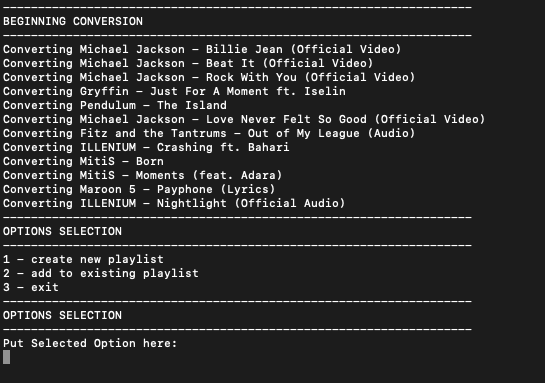 ———————————————————————————————————————————————————————————————————
BEGINNING CONVERSION
———————————————————————————————————————————————————————————————————
Converting Michael Jackson – Billie Jean (Official Video)
Converting Michael Jackson – Beat It (Official Video)
Converting Michael Jackson – Rock With You (Official Video)
Converting Gryffin – Just For A Moment ft. Iselin
Converting Pendulum – The Island
Converting Michael Jackson – Love Never Felt So Good (Official Video)
Converting Fitz and the Tantrums – Out of My League (Audio)
Converting ILLENIUM – Crashing ft. Bahari
Converting MitiS – Born
Converting MitiS – Moments (feat. Adara)
Converting Maroon 5 – Payphone (Lyrics)
Converting ILLENIUM – Nightlight (Official Audio)
———————————————————————————————————————————————————————————————————
OPTIONS SELECTION
———————————————————————————————————————————————————————————————————
1 – create new playlist
2 – add to existing playlist
3 – exit
———————————————————————————————————————————————————————————————————
OPTIONS SELECTION
———————————————————————————————————————————————————————————————————
Put Selected Option here: